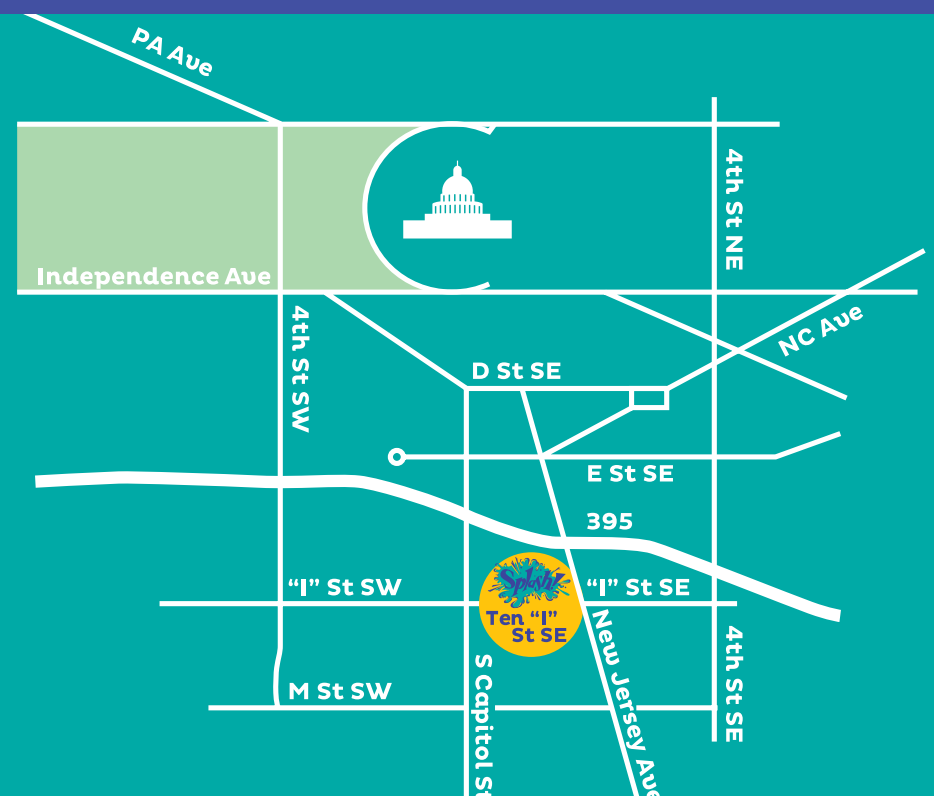 PA Ave
4th St NE
Independence Ave
4th St SW
NC Ave
D St SE
E St SE
395
Splash!
“I” St SW
“I” St SE
Ten “I”
St SE
New Jersey Ave
4th St SE
S Capitol St
M St SW